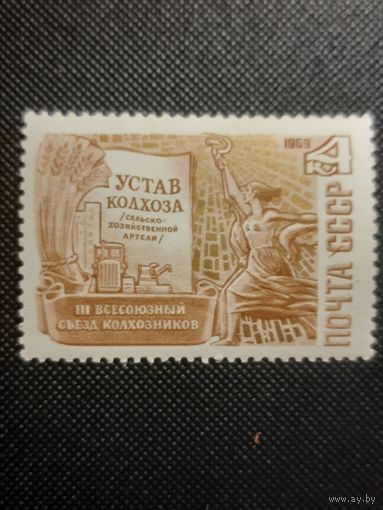 УСТАВ
КОЛХОЗА
/СЕЛЬСКО-
ХОЗЯЙСТВЕННОЙ
АРТЕЛИ/
III ВСЕСОЮЗНЫЙ
СЪЕЗД КОЛХОЗНИКОВ
1969
4
ПОЧТА СССР
www.ay.by